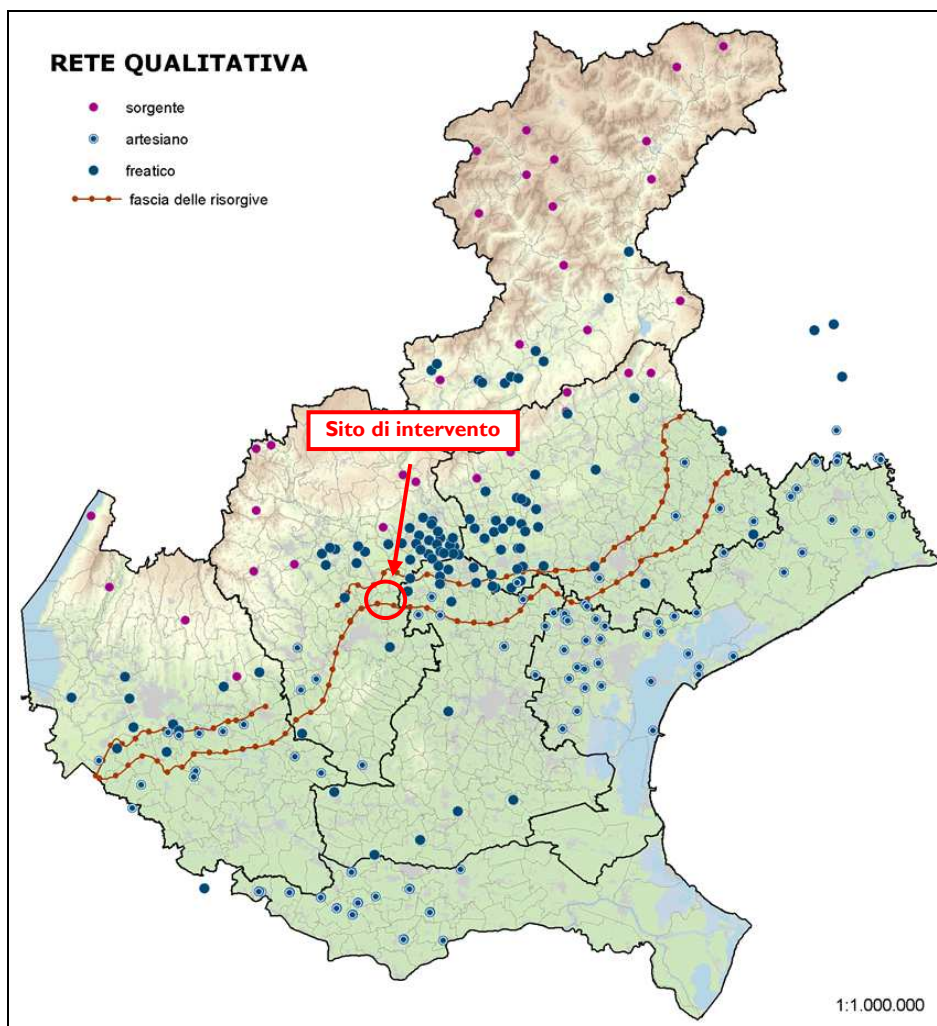 RETE QUALITATIVA
sorgente
artesiano
freatico
fascia delle risorgive
Sito di intervento
1:1.000.000